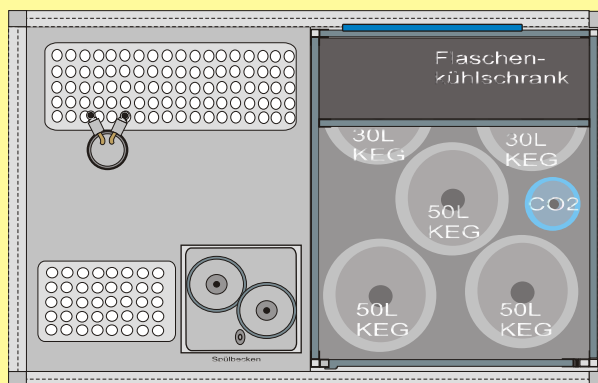 Flaschen-
kühlschrank
30L
KEG
30L
KEG
CO2
50L
KEG
50L
KEG
50L
KEG
Spülbecken